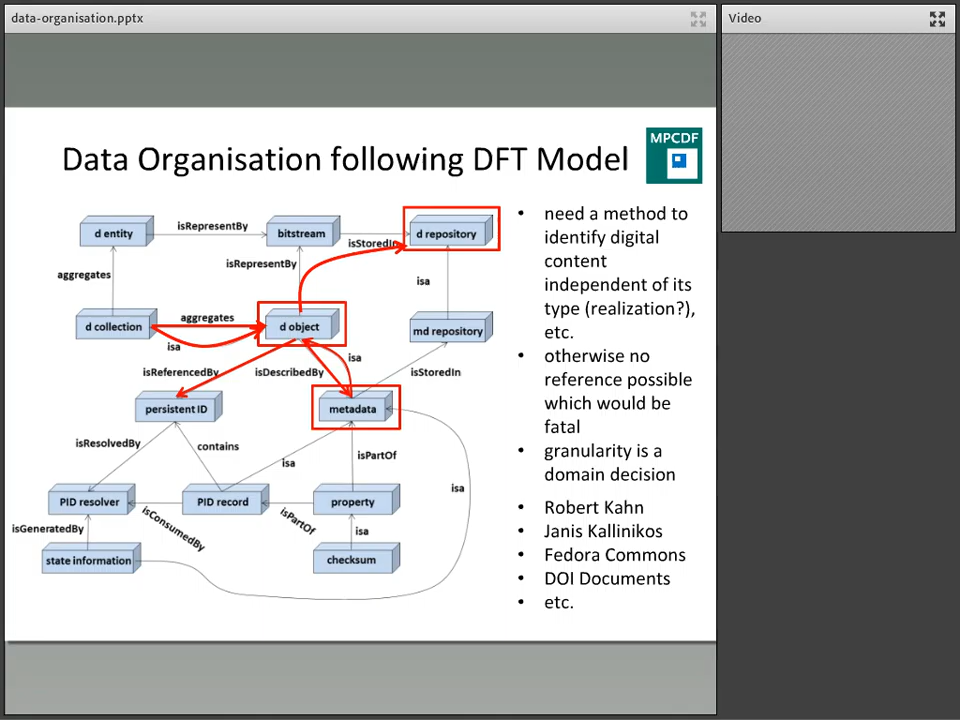 data-organisation.pptx
Video
MPCDF
Data Organisation following DFT Model
d entity
isRepresentBy
bitstream
isStoredIn
d repository
isRepresentBy
aggregates
isa
d collection
aggregates
isa
d object
md repository
isa
isReferencedBy
isDescribedBy
isStoredIn
persistent ID
metadata
isResolvedBy
contains
isa
isPartOf
isa
PID resolver
PID record
property
isGeneratedBy
isConsumedBy
isPartOf
isa
state information
checksum
• need a method to
identify digital
content
independent of its
type (realization?),
etc.
• otherwise no
reference possible
which would be
fatal
• granularity is a
domain decision
• Robert Kahn
• Janis Kallinikos
• Fedora Commons
• DOI Documents
• etc.